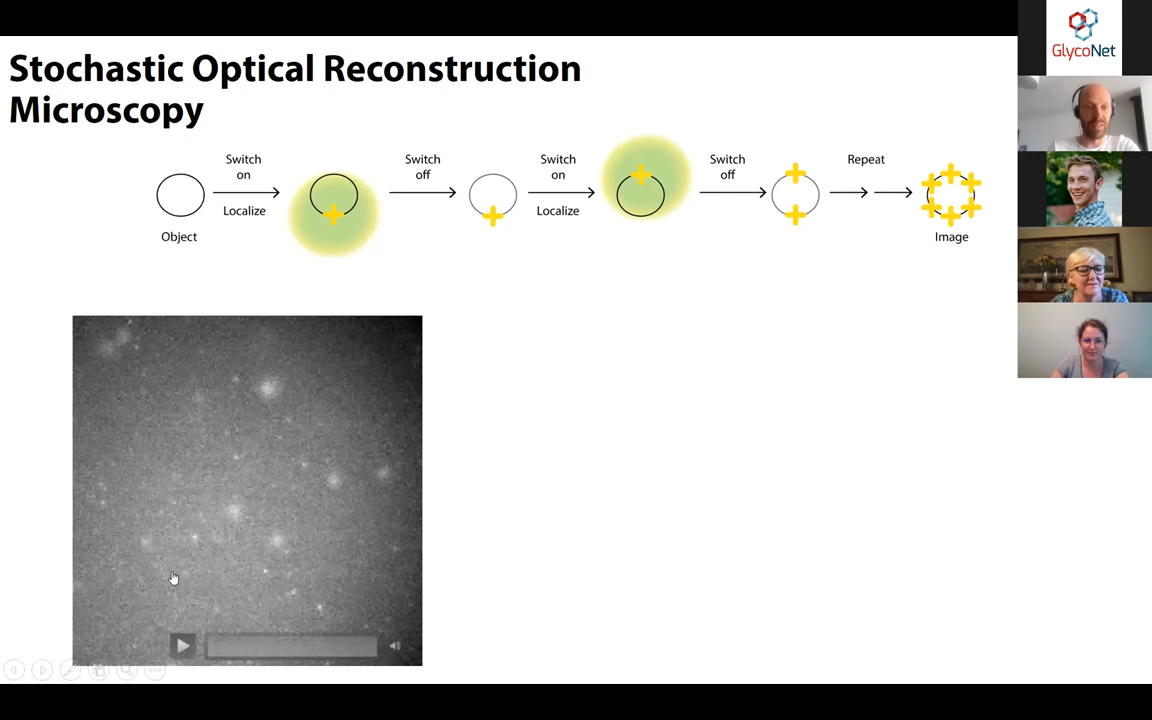 Stochastic Optical Reconstruction
Microscopy
GlycoNet
Switch
on
Localize
Switch
off
Switch
on
Localize
Switch
off
Repeat
Object
Image